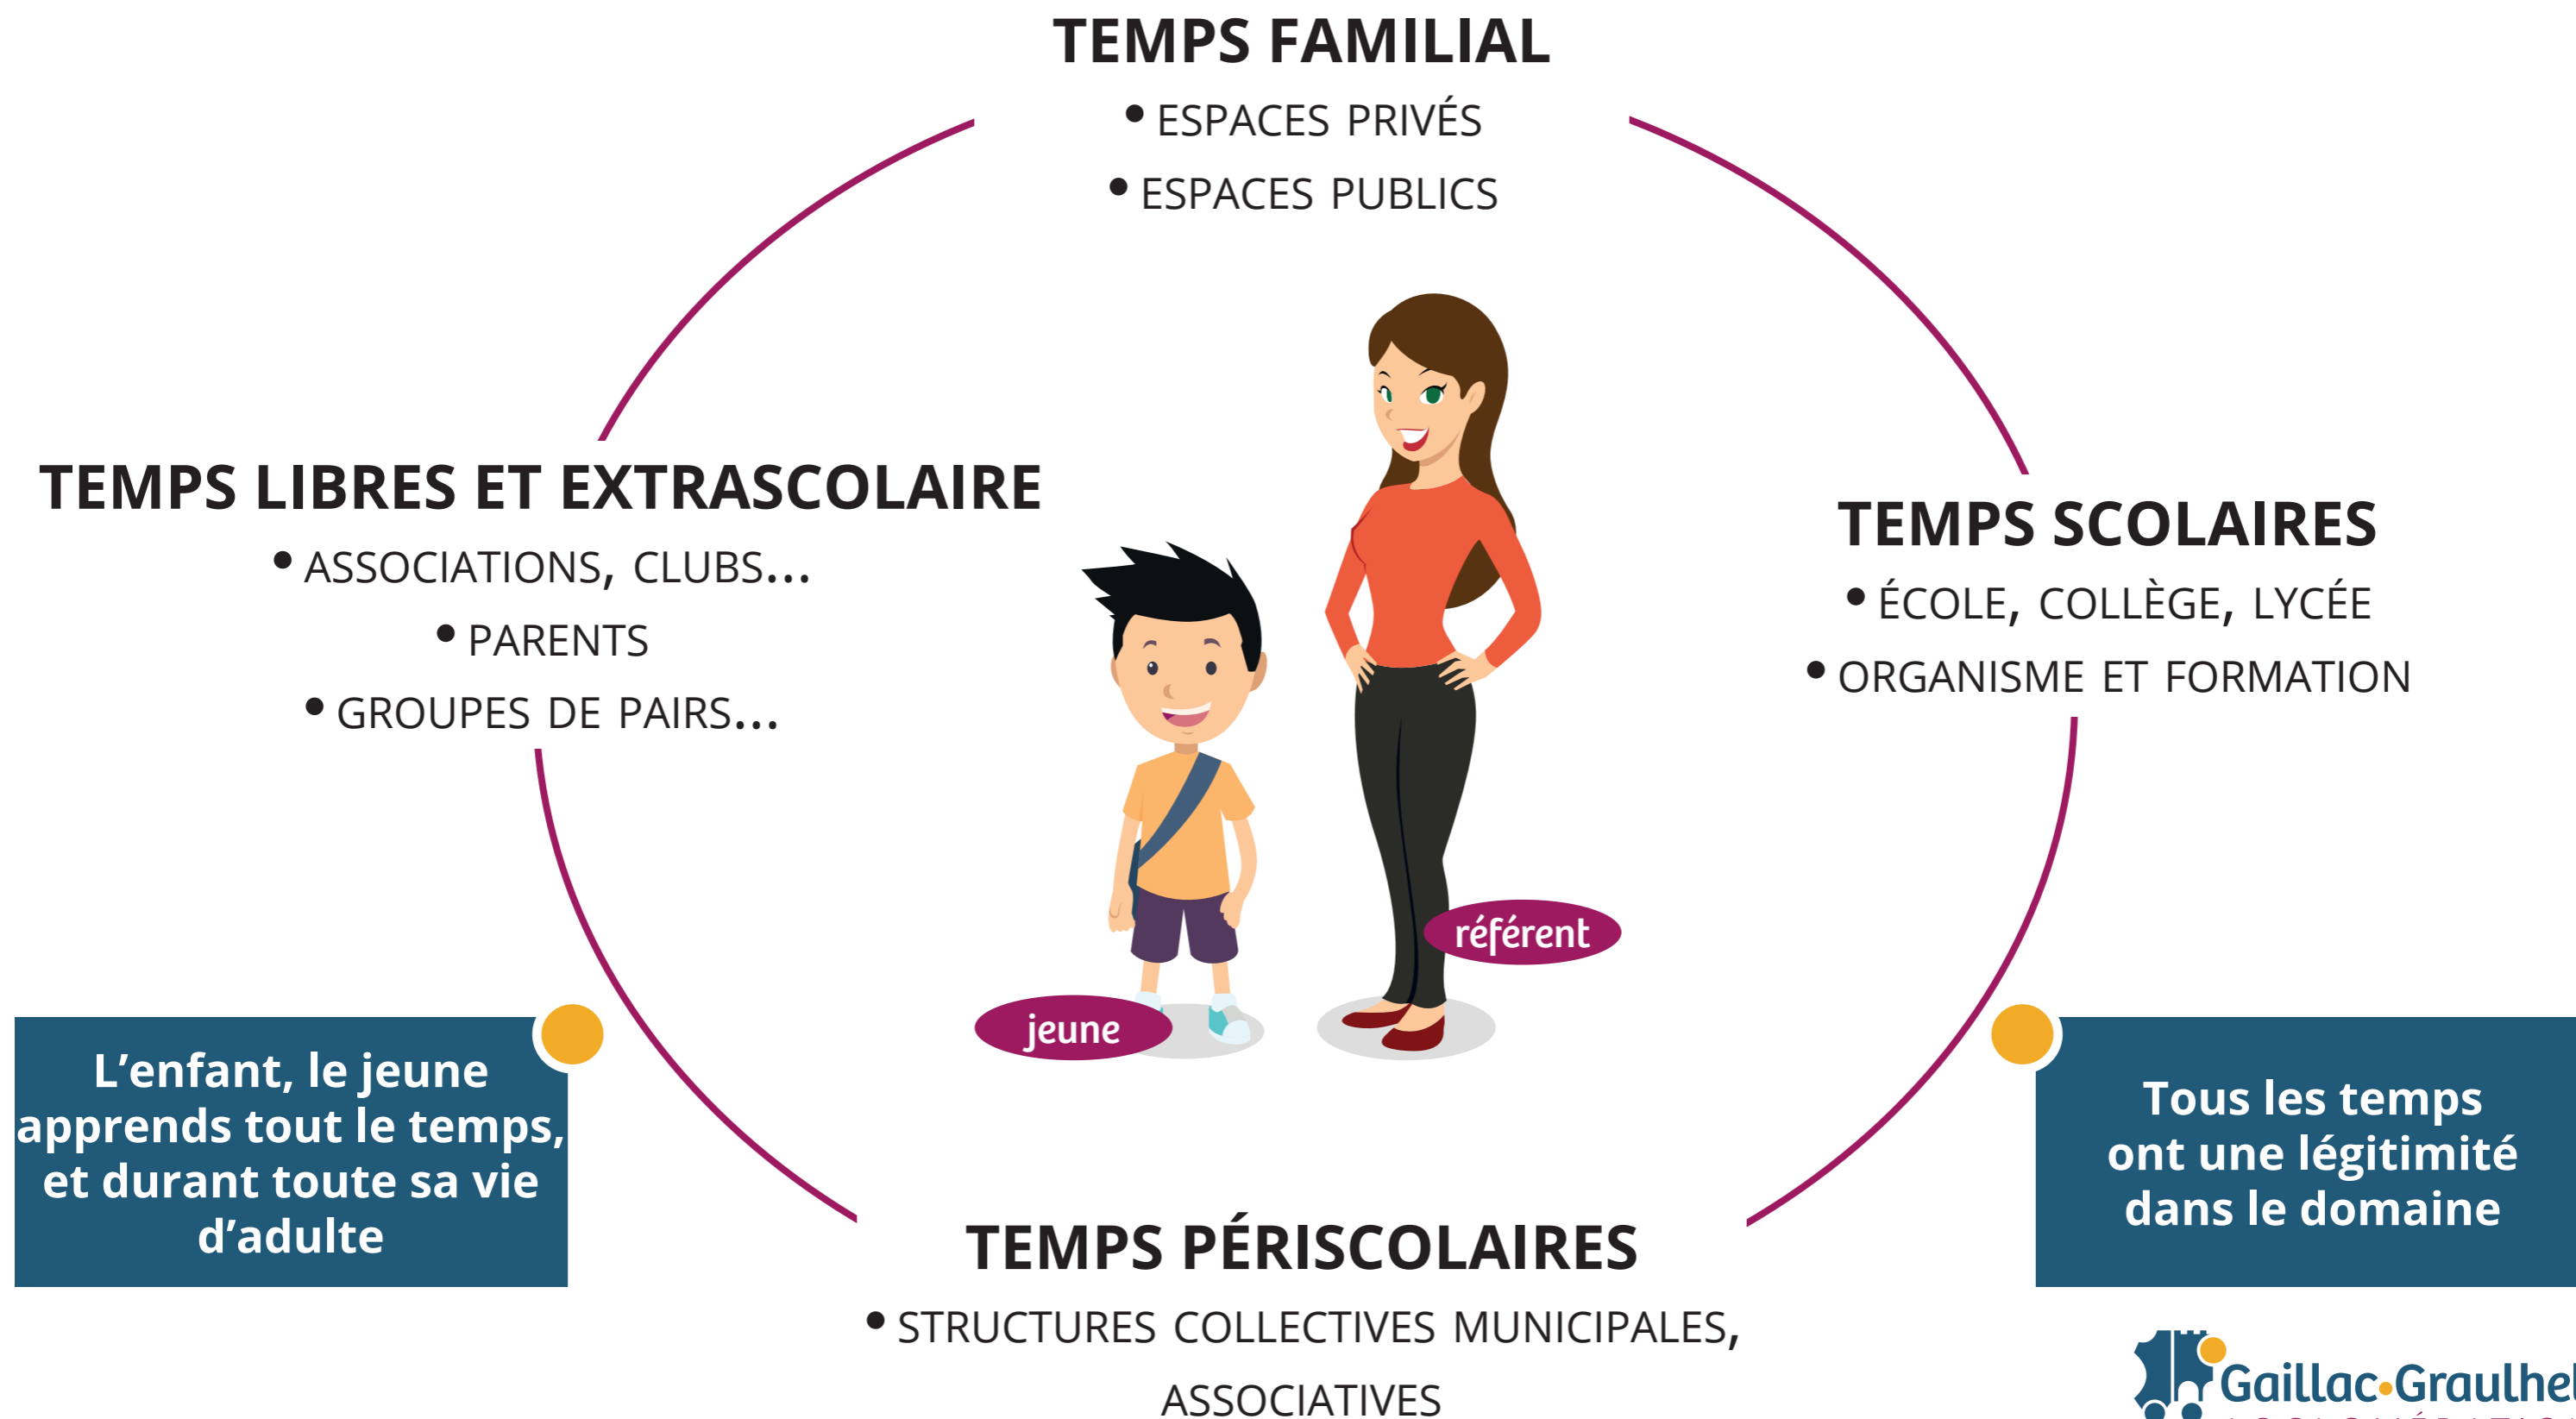 TEMPS FAMILIAL
• ESPACES PRIVÉS
• ESPACES PUBLICS
TEMPS LIBRES ET EXTRASCOLAIRE
• ASSOCIATIONS, CLUBS...
• PARENTS
• GROUPES DE PAIRS...
TEMPS SCOLAIRES
• ÉCOLE, COLLÈGE, LYCÉE
• ORGANISME ET FORMATION
référent
jeune
L’enfant, le jeune
apprends tout le temps,
et durant toute sa vie
d’adulte
Tous les temps
ont une légitimité
dans le domaine
TEMPS PÉRISCOLAIRES
• STRUCTURES COLLECTIVES MUNICIPALES,
ASSOCIATIVES
Gaillac•Graulhe